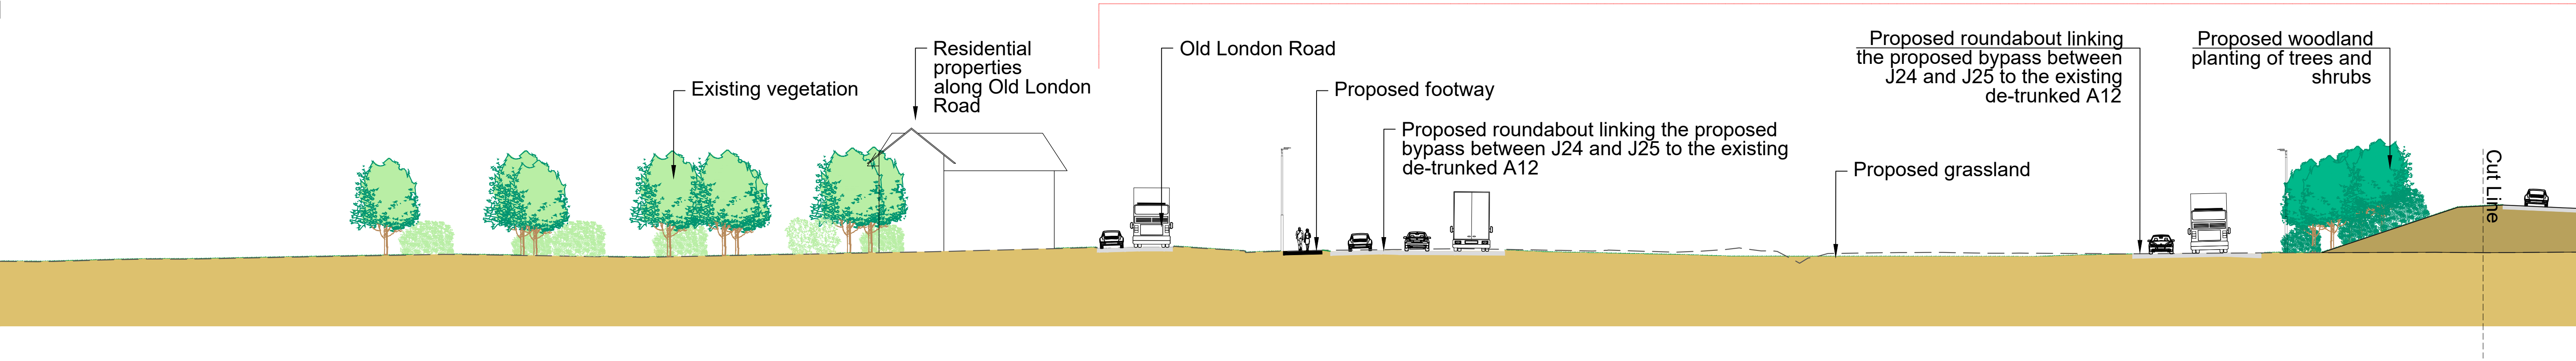 Existing vegetation
Residential
properties
along Old London
Road
Old London Road
Proposed footway
Proposed roundabout linking the proposed
bypass between J24 and J25 to the existing
de-trunked A12
Proposed grassland
Proposed roundabout linking
the proposed bypass between
J24 and J25 to the existing
de-trunked A12
Proposed woodland
planting of trees and
shrubs
Cut Line